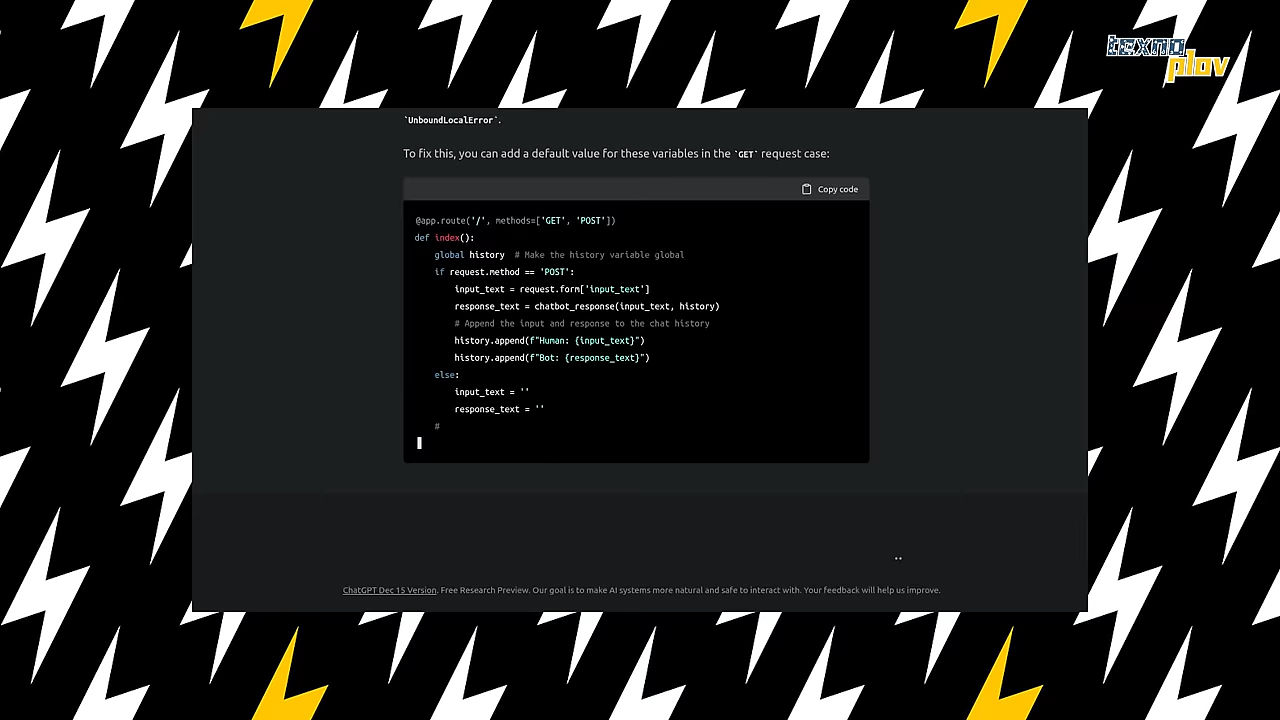 texno
plov
`UnboundLocalError`.
To fix this, you can add a default value for these variables in the `GET` request case:
Copy code
@app.route('/', methods=['GET', 'POST'])
def index():
    global history  # Make the history variable global
    if request.method == 'POST':
        input_text = request.form['input_text']
        response_text = chatbot_response(input_text, history)
        # Append the input and response to the chat history
        history.append(f"Human: {input_text}")
        history.append(f"Bot: {response_text}")
    else:
        input_text = ''
        response_text = ''
    #
ChatGPT Dec 15 Version. Free Research Preview. Our goal is to make AI systems more natural and safe to interact with. Your feedback will help us improve.